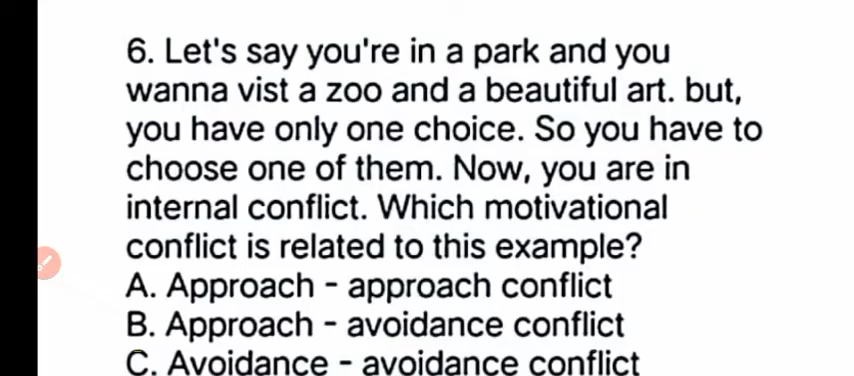 6. Let's say you're in a park and you
wanna vist a zoo and a beautiful art. but,
you have only one choice. So you have to
choose one of them. Now, you are in
internal conflict. Which motivational
conflict is related to this example?
A. Approach - approach conflict
B. Approach - avoidance conflict
C. Avoidance - avoidance conflict